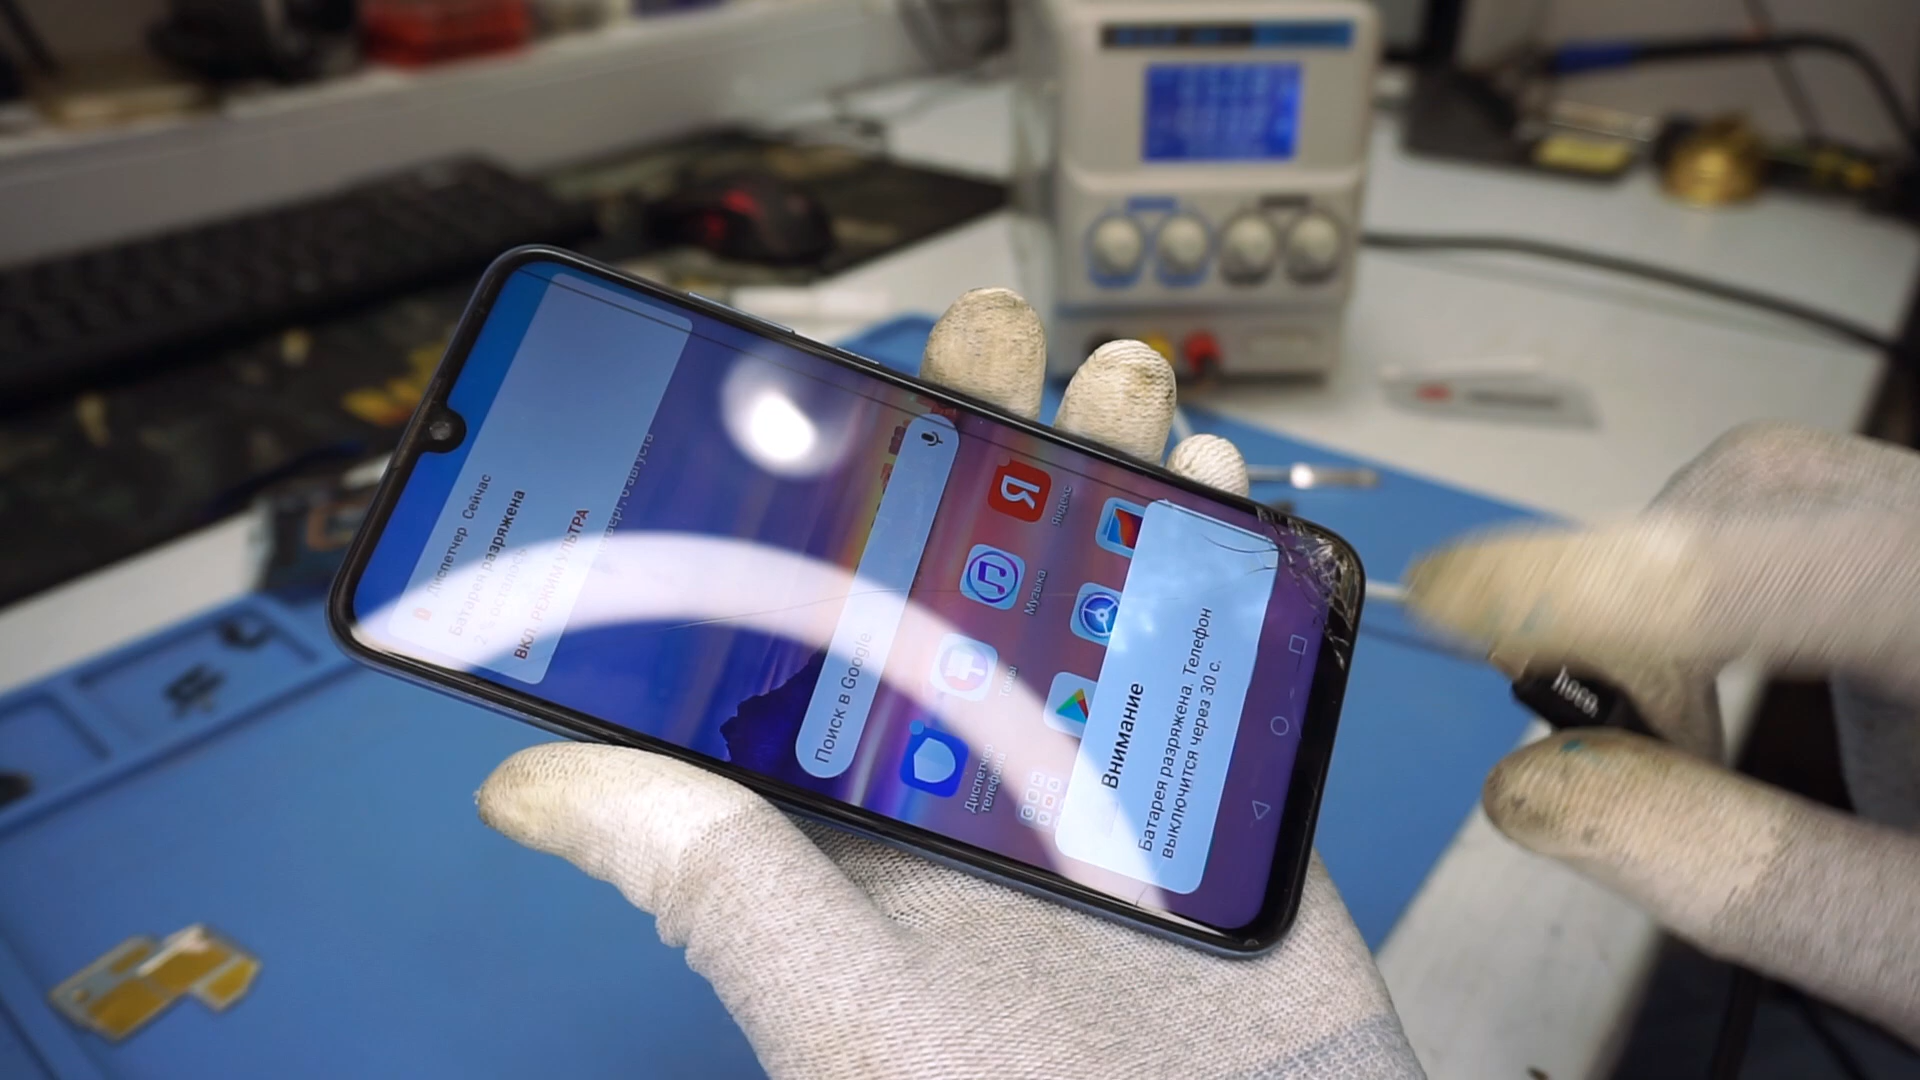 Диспетчер Сейчас
Батарея разряжена
ВКЛ. РЕЖИМ УЛЬТРА
августа
Поиск в Google
Яндекс
Музыка
Темы
Диспетчер
телефона
Внимание
Батарея разряжена. Телефон
выключится через 30 с.
hoco.